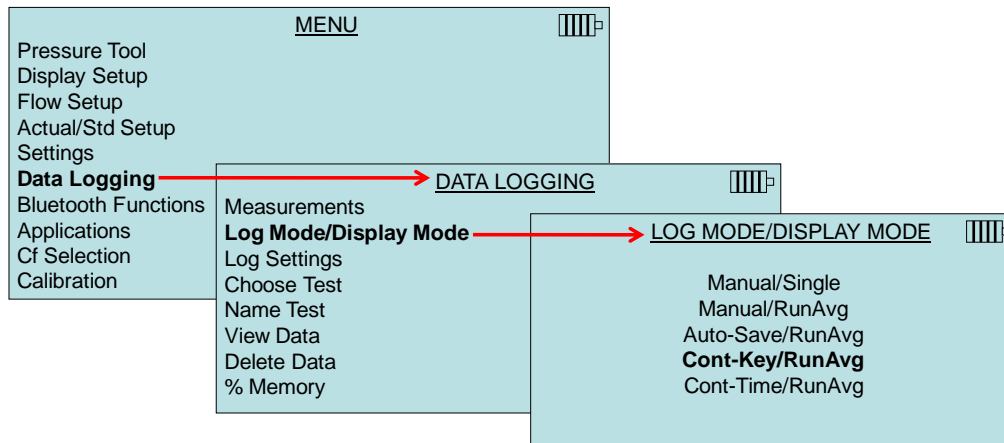 MENU
Pressure Tool
Display Setup
Flow Setup
Actual/Std Setup
Settings
Data Logging
Bluetooth Functions
Applications
Cf Selection
Calibration
DATA LOGGING
Measurements
Log Mode/Display Mode
Log Settings
Choose Test
Name Test
View Data
Delete Data
% Memory
LOG MODE/DISPLAY MODE
Manual/Single
Manual/RunAvg
Auto-Save/RunAvg
Cont-Key/RunAvg
Cont-Time/RunAvg